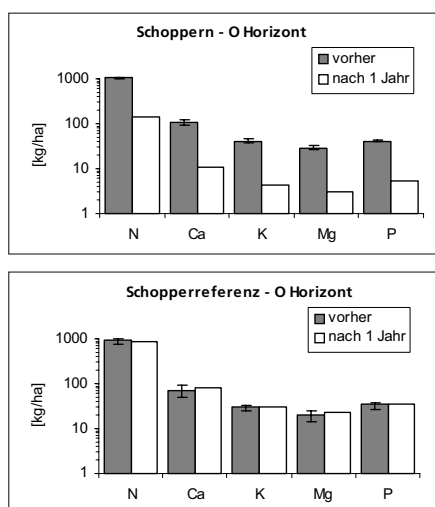 Schoppern - O Horizont
vorher
nach 1 Jahr
[kg/ha]
1000
100
10
1
N Ca K Mg P
Schopperreferenz - O Horizont
vorher
nach 1 Jahr
[kg/ha]
1000
100
10
1
N Ca K Mg P